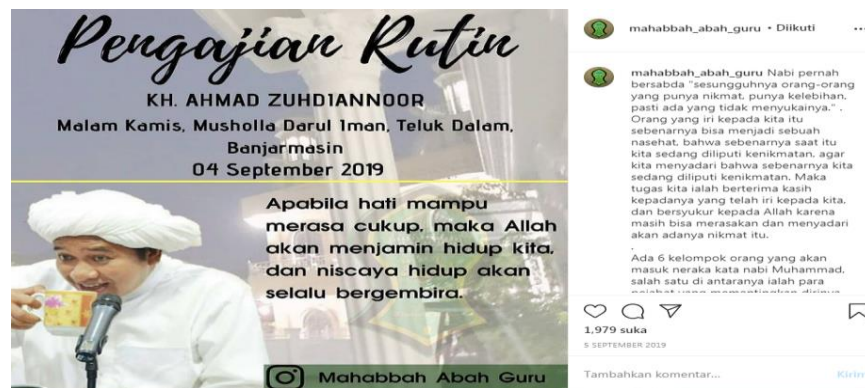 Pengajian Rutin
KH. AHMAD ZUHDIANNOOR
Malam Kamis, Musholla Darul Iman, Teluk Dalam,
Banjarmasin
04 September 2019
Apabila hati mampu
merasa cukup, maka Allah
akan menjamin hidup kita,
dan niscaya hidup akan
selalu bergembira.
Mahabbah Abah Guru
mahabbah_abah_guru • Diikuti
mahabbah_abah_guru Nabi pernah
bersabda "sesungguhnya orang-orang
yang punya nikmat, punya kelebihan,
pasti ada yang tidak menyukainya." .
Orang yang iri kepada kita itu
sebenarnya bisa menjadi sebuah
nasehat, bahwa sebenarnya saat itu
kita sedang diliputi kenikmatan, agar
kita menyadari bahwa sebenarnya kita
sedang diliputi kenikmatan. Maka
tugas kita ialah berterima kasih
kepadanya yang telah iri kepada kita,
dan bersyukur kepada Allah karena
masih bisa merasakan dan menyadari
akan adanya nikmat itu.
.
Ada 6 kelompok orang yang akan
masuk neraka kata nabi Muhammad,
salah satu di antaranya ialah para
1,979 suka
5 SEPTEMBER 2019
Tambahkan komentar...
Kirim